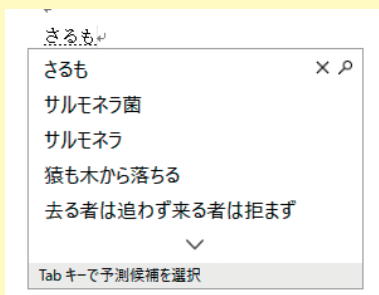 さるも
さるも
サルモネラ菌
サルモネラ
猿も木から落ちる
去る者は追わず来る者は拒まず
Tab キーで予測候補を選択